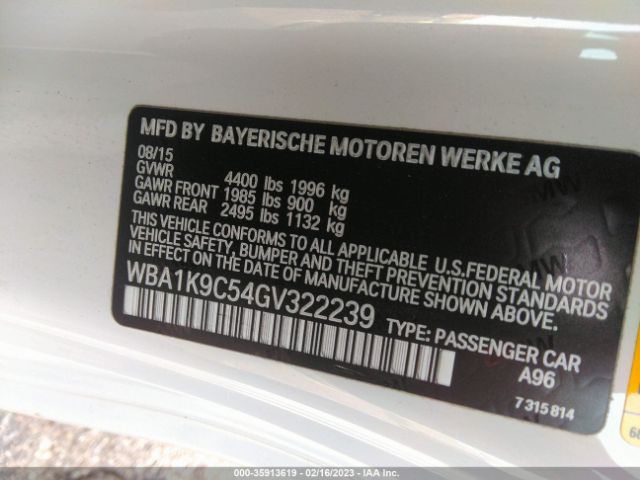 MFD BY BAYERISCHE MOTOREN WERKE AG
08/15
GVWR 4400 lbs 1996 kg
GAWR FRONT 1985 lbs 900 kg
GAWR REAR 2495 lbs 1132 kg
THIS VEHICLE CONFORMS TO ALL APPLICABLE U.S.FEDERAL MOTOR
VEHICLE SAFETY, BUMPER AND THEFT PREVENTION STANDARDS
IN EFFECT ON THE DATE OF MANUFACTURE SHOWN ABOVE.
WBA1K9C54GV322239 TYPE: PASSENGER CAR
A96
7 315 814
68
© 2000-35913619 - 02/16/2023 - IAA Inc.